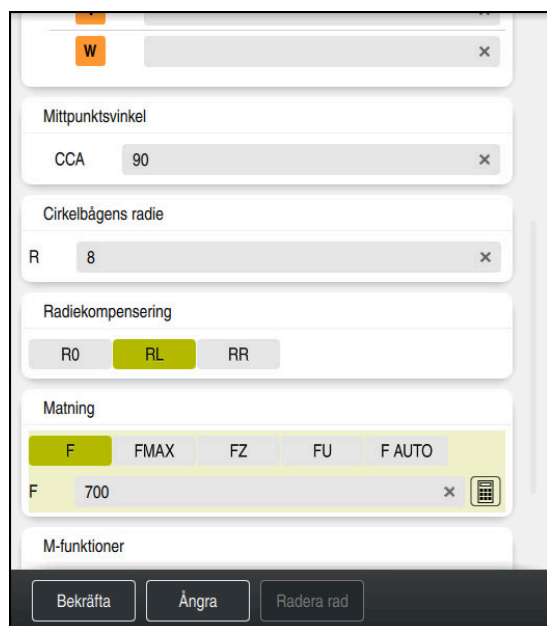 W ×
Mittpunktsvinkel
CCA 90 ×
Cirkelbågens radie
R 8 ×
Radiekompensering
R0 RL RR
Matning
F FMAX FZ FU F AUTO
F 700 ×
M-funktioner
Bekräfta Ångra Radera rad